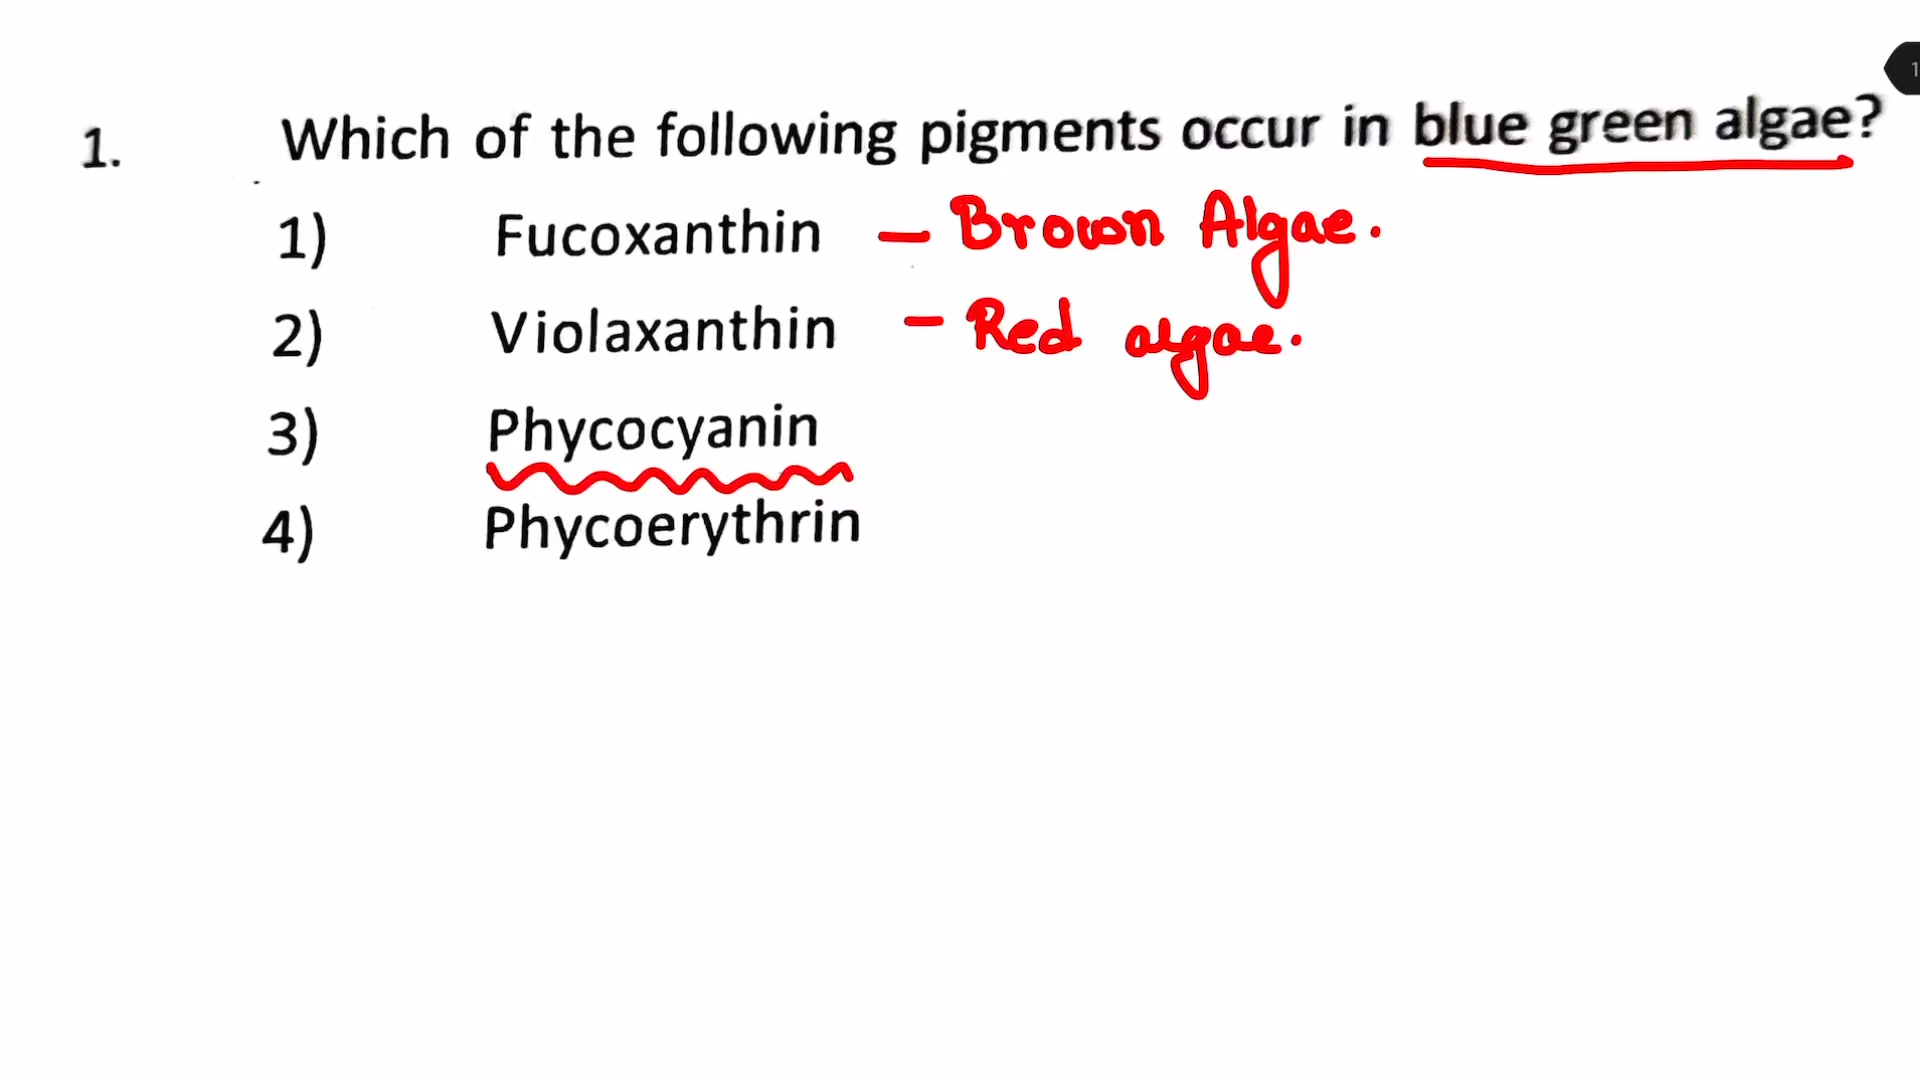 1
1. Which of the following pigments occur in blue green algae?
1) Fucoxanthin – Brown Algae.
2) Violaxanthin – Red algae.
3) Phycocyanin
4) Phycoerythrin